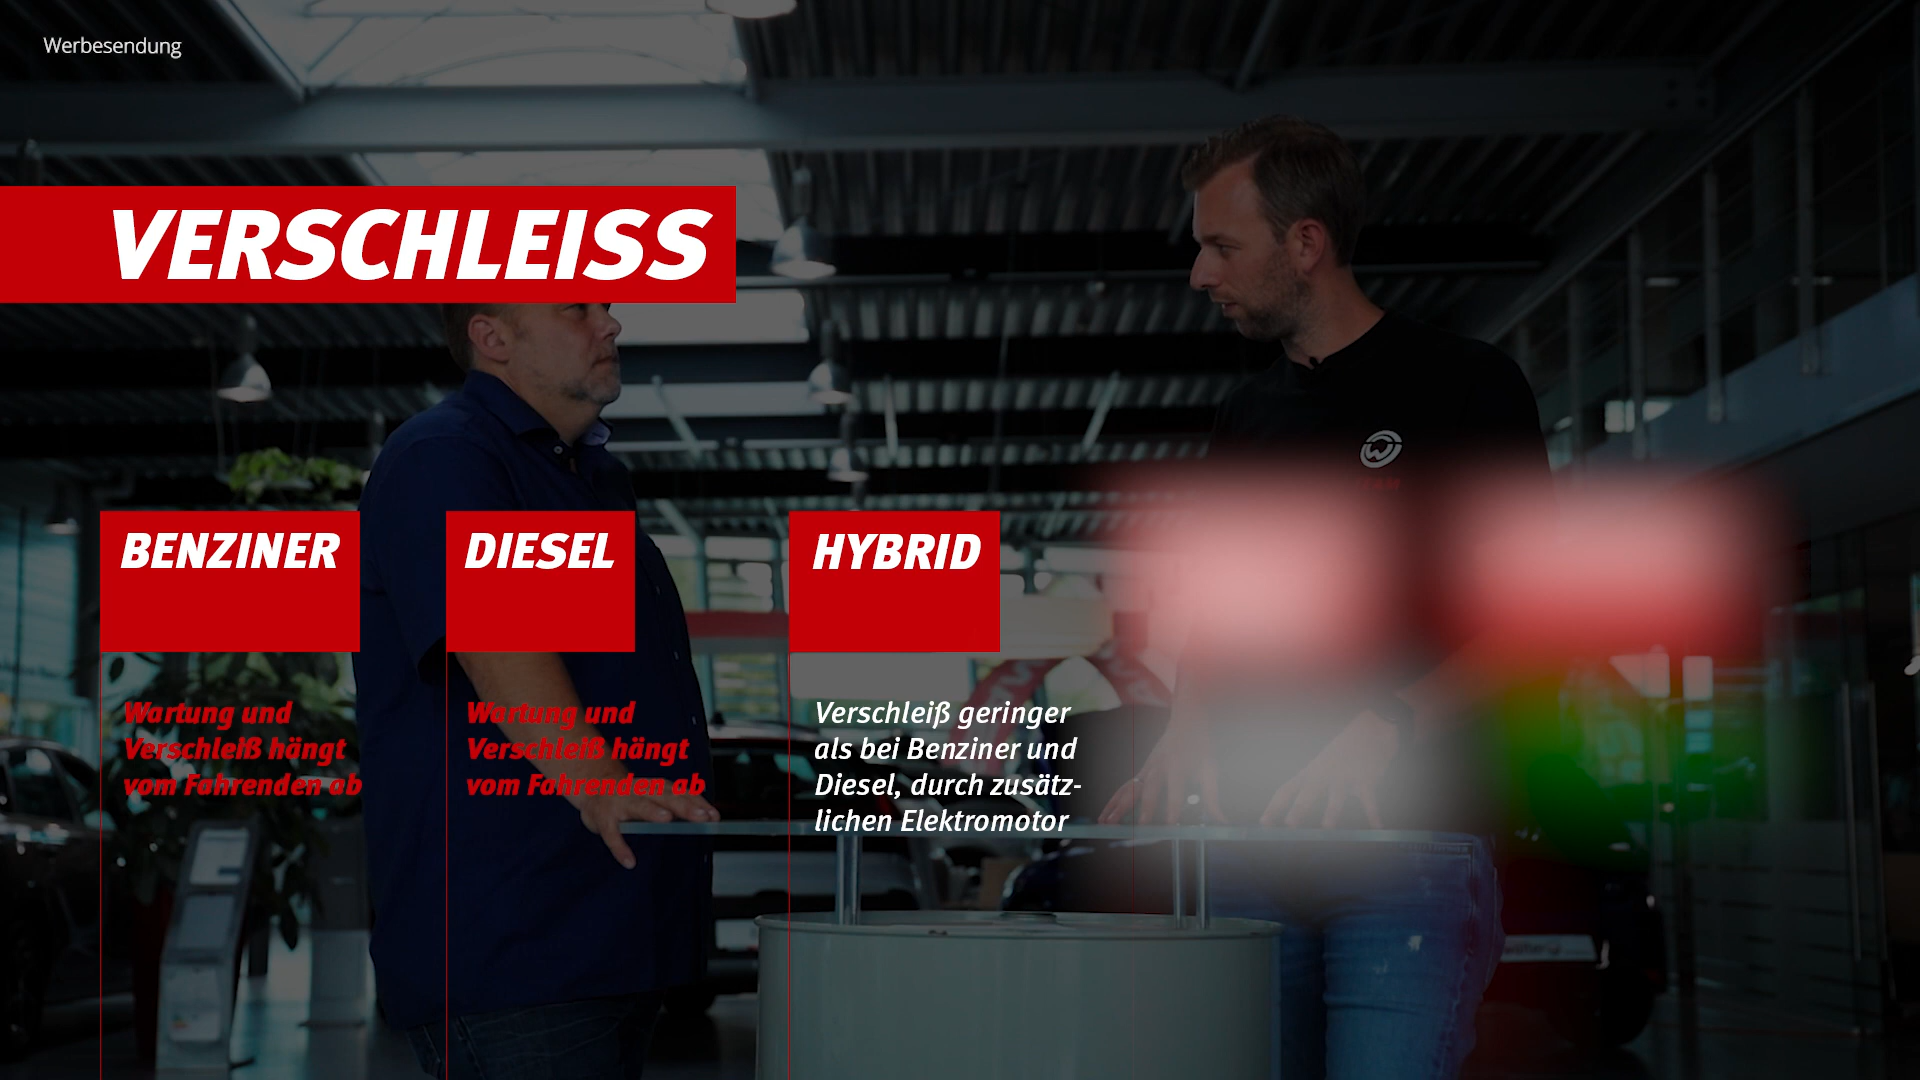 Werbesendung
VERSCHLEISS
BENZINER
DIESEL
HYBRID
Wartung und
Verschleiß hängt
vom Fahrenden ab
Wartung und
Verschleiß hängt
vom Fahrenden ab
Verschleiß geringer
als bei Benziner und
Diesel, durch zusätz-
lichen Elektromotor